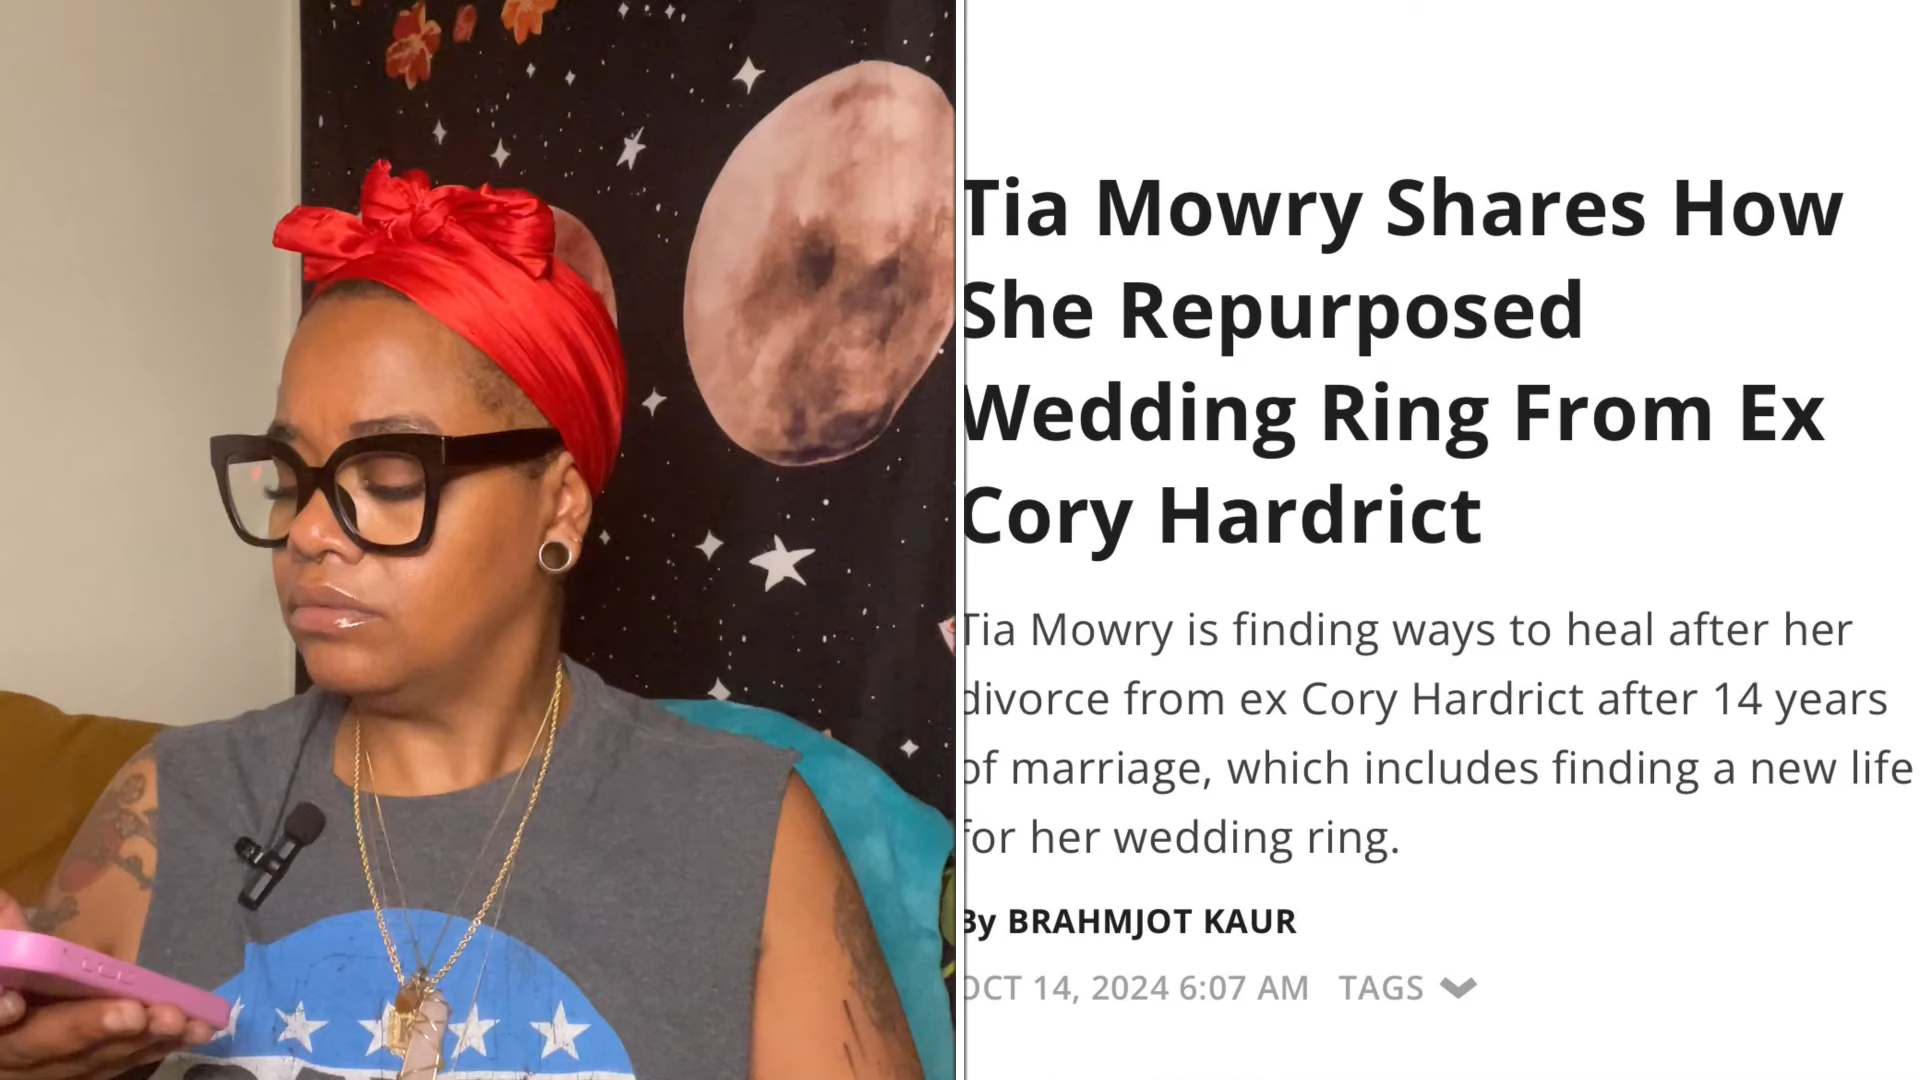 Tia Mowry Shares How
She Repurposed
Wedding Ring From Ex
Cory Hardrict
Tia Mowry is finding ways to heal after her
divorce from ex Cory Hardrict after 14 years
of marriage, which includes finding a new life
for her wedding ring.
By BRAHMJOT KAUR
OCT 14, 2024 6:07 AM TAGS